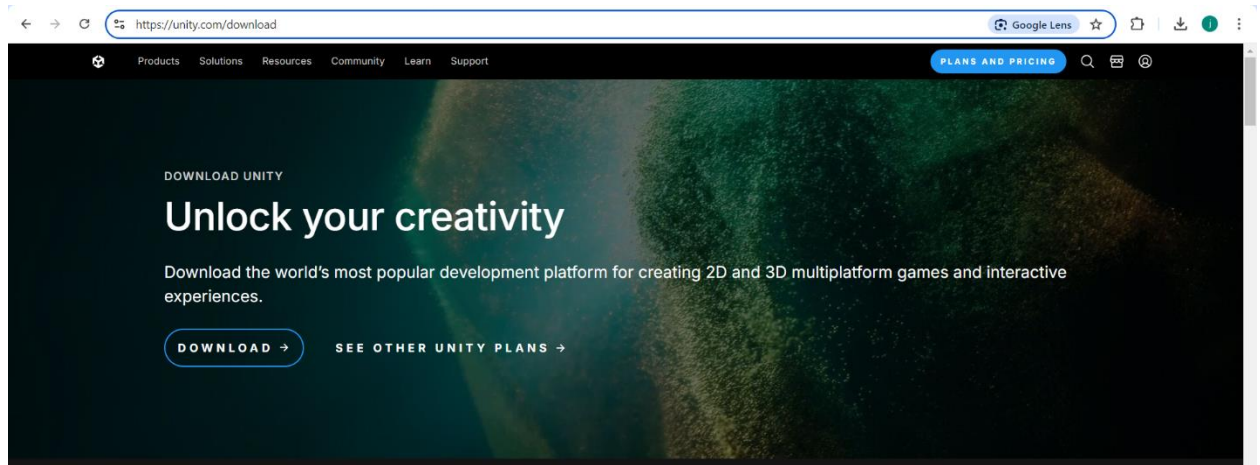 https://unity.com/download
Google Lens
j
Products Solutions Resources Community Learn Support
PLANS AND PRICING
DOWNLOAD UNITY
Unlock your creativity
Download the world's most popular development platform for creating 2D and 3D multiplatform games and interactive
experiences.
DOWNLOAD →
SEE OTHER UNITY PLANS →